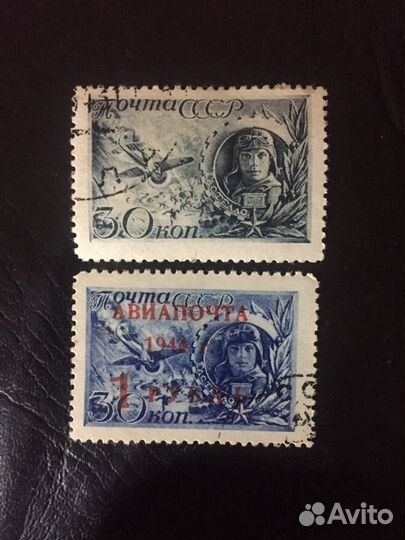 Почта СССР
30 коп.
Почта СССР
АВИАПОЧТА
1944
1 РУБЛЬ
30 коп.
Avito